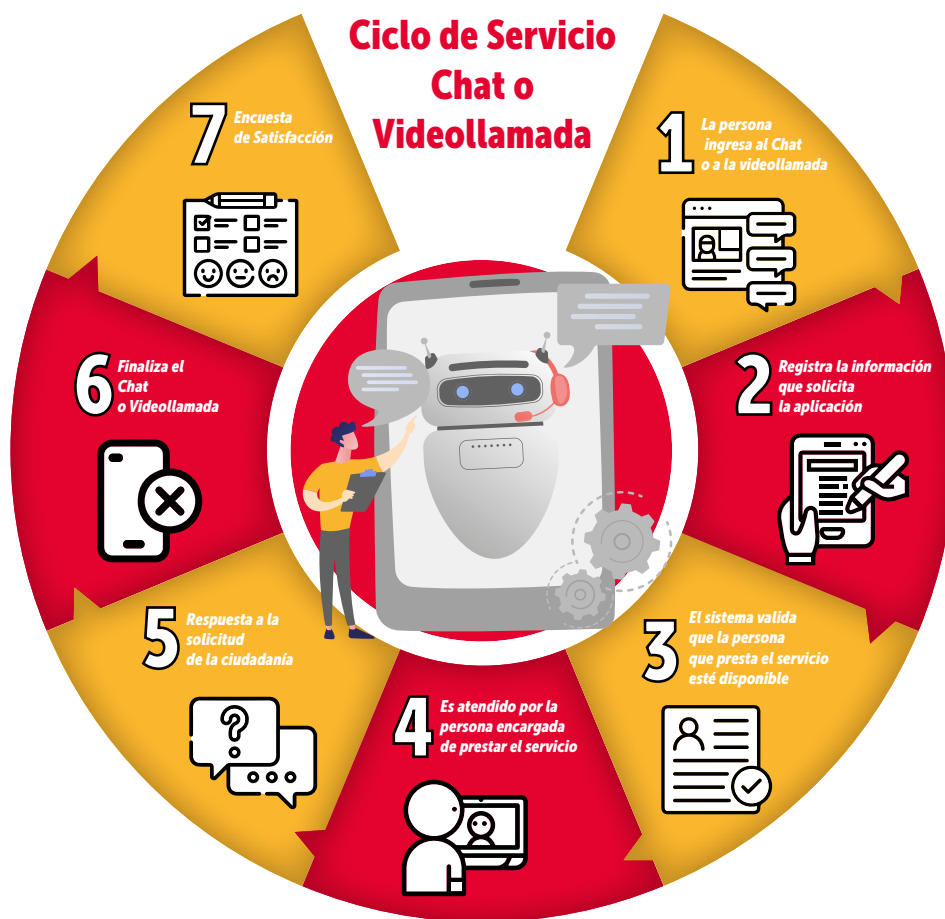 Ciclo de Servicio
Chat o
Videollamada
1
La persona
ingresa al Chat
o a la videollamada
2
Registra la información
que solicita
la aplicación
3
El sistema valida
que la persona
que presta el servicio
esté disponible
4
Es atendido por la
persona encargada
de prestar el servicio
5
Respuesta a la
solicitud
de la ciudadanía
6
Finaliza el
Chat
o Videollamada
7
Encuesta
de Satisfacción